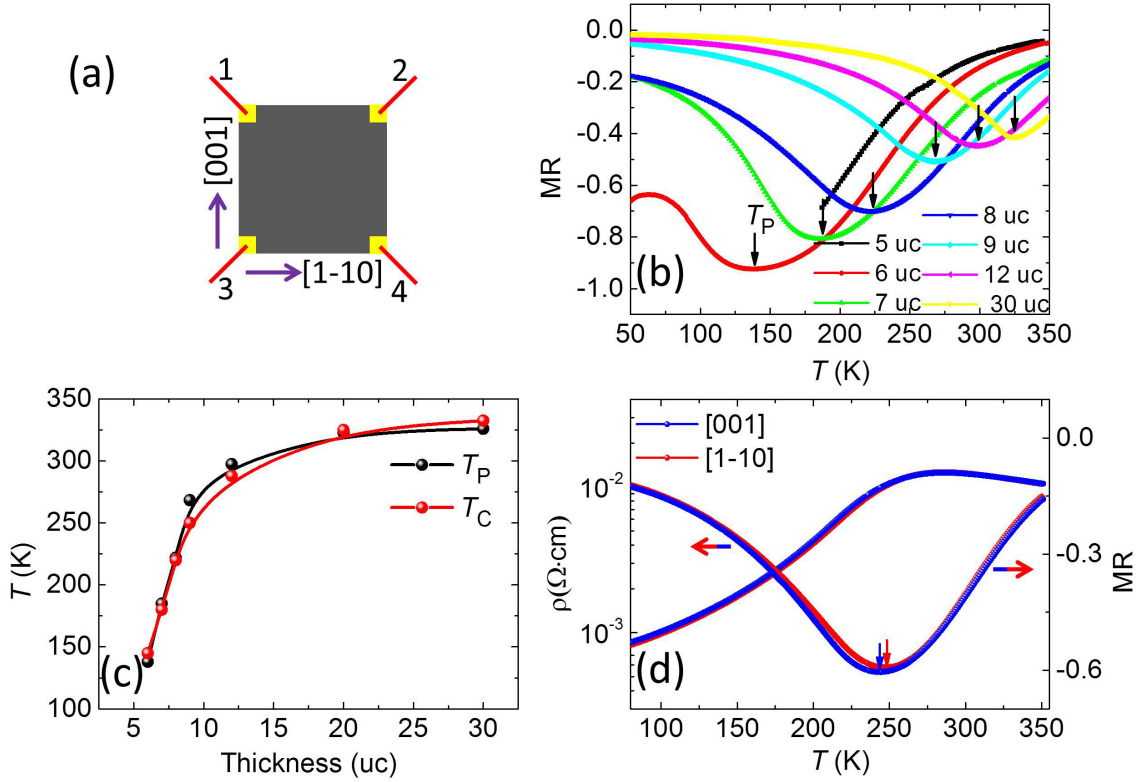 (a)
1
2
[001]
3
[1-10]
4
0.0
-0.2
-0.4
-0.6
-0.8
-1.0
MR
T_P
5 uc
6 uc
7 uc
8 uc
9 uc
12 uc
30 uc
(b)
50
100
150
200
250
300
350
T (K)
350
300
250
200
150
100
T (K)
T_P
T_C
(c)
5
10
15
20
25
30
Thickness (uc)
[001]
[1-10]
10⁻²
10⁻³
ρ(Ω·cm)
0.0
-0.3
-0.6
MR
(d)
100
150
200
250
300
350
T (K)